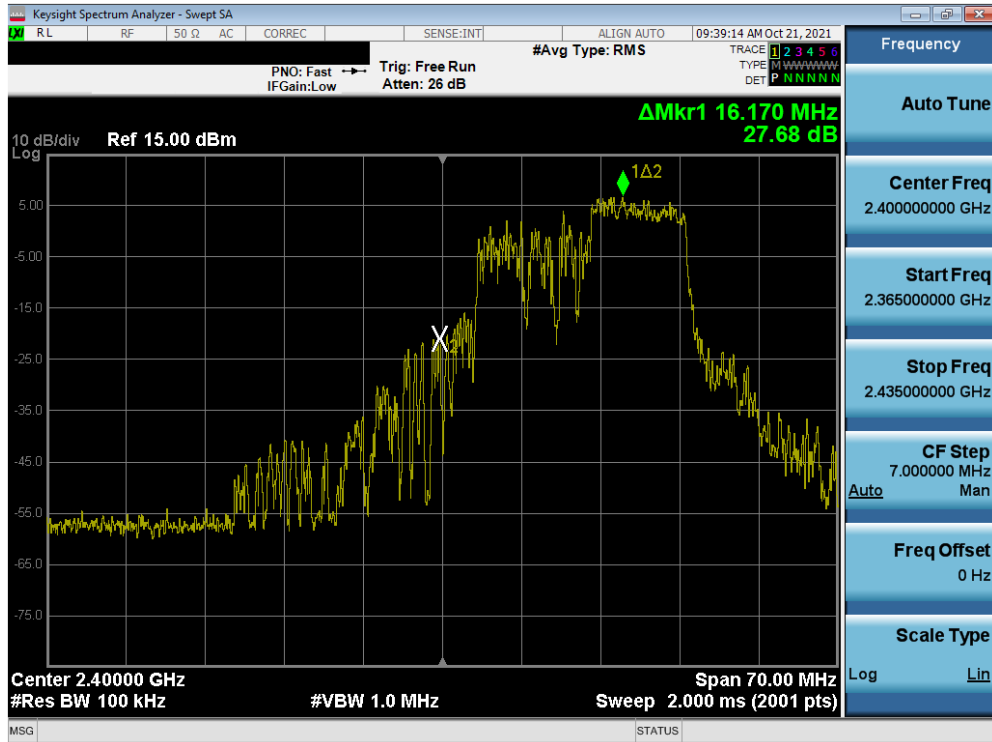 Keysight Spectrum Analyzer - Swept SA
LXI RL RF 50 Ω AC CORREC SENSE:INT ALIGN AUTO 09:39:14 AM Oct 21, 2021
#Avg Type: RMS
TRACE 1 2 3 4 5 6
PNO: Fast Trig: Free Run
TYPE M WWWWW
IFGain:Low Atten: 26 dB
DET P N N N N N
ΔMkr1 16.170 MHz
27.68 dB
10 dB/div Ref 15.00 dBm
Log
1Δ2
5.00
-5.00
-15.0
X2
-25.0
-35.0
-45.0
-55.0
-65.0
-75.0
Center 2.40000 GHz Span 70.00 MHz
#Res BW 100 kHz #VBW 1.0 MHz Sweep 2.000 ms (2001 pts)
MSG STATUS
Frequency
Auto Tune
Center Freq
2.400000000 GHz
Start Freq
2.365000000 GHz
Stop Freq
2.435000000 GHz
CF Step
7.000000 MHz
Auto Man
Freq Offset
0 Hz
Scale Type
Log Lin